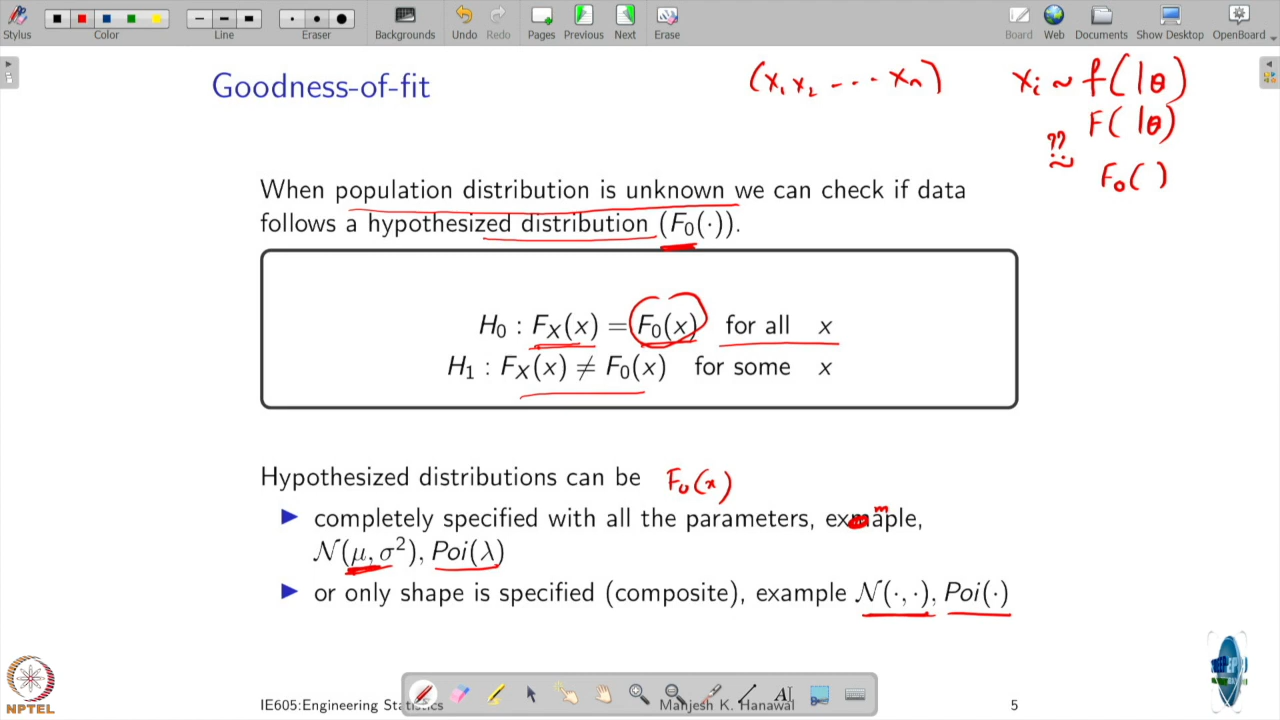 Stylus Color Line Eraser Backgrounds Undo Redo Pages Previous Next Erase Board Web Documents Show Desktop OpenBoard
Goodness-of-fit
(x₁ x₂ - - - - xₙ) xᵢ ~ f( |θ)
F( |θ)
??
≈ F₀( )
When population distribution is unknown we can check if data
follows a hypothesized distribution (F₀(·)).
H₀ : F_X(x) = F₀(x) for all x
H₁ : F_X(x) ≠ F₀(x) for some x
Hypothesized distributions can be F₀(x)
▶ completely specified with all the parameters, exmaple,
m
N(μ, σ²), Poi(λ)
▶ or only shape is specified (composite), example N(·, ·), Poi(·)
NPTEL
IE605:Engineering Statistics Manjesh K. Hanawal 5